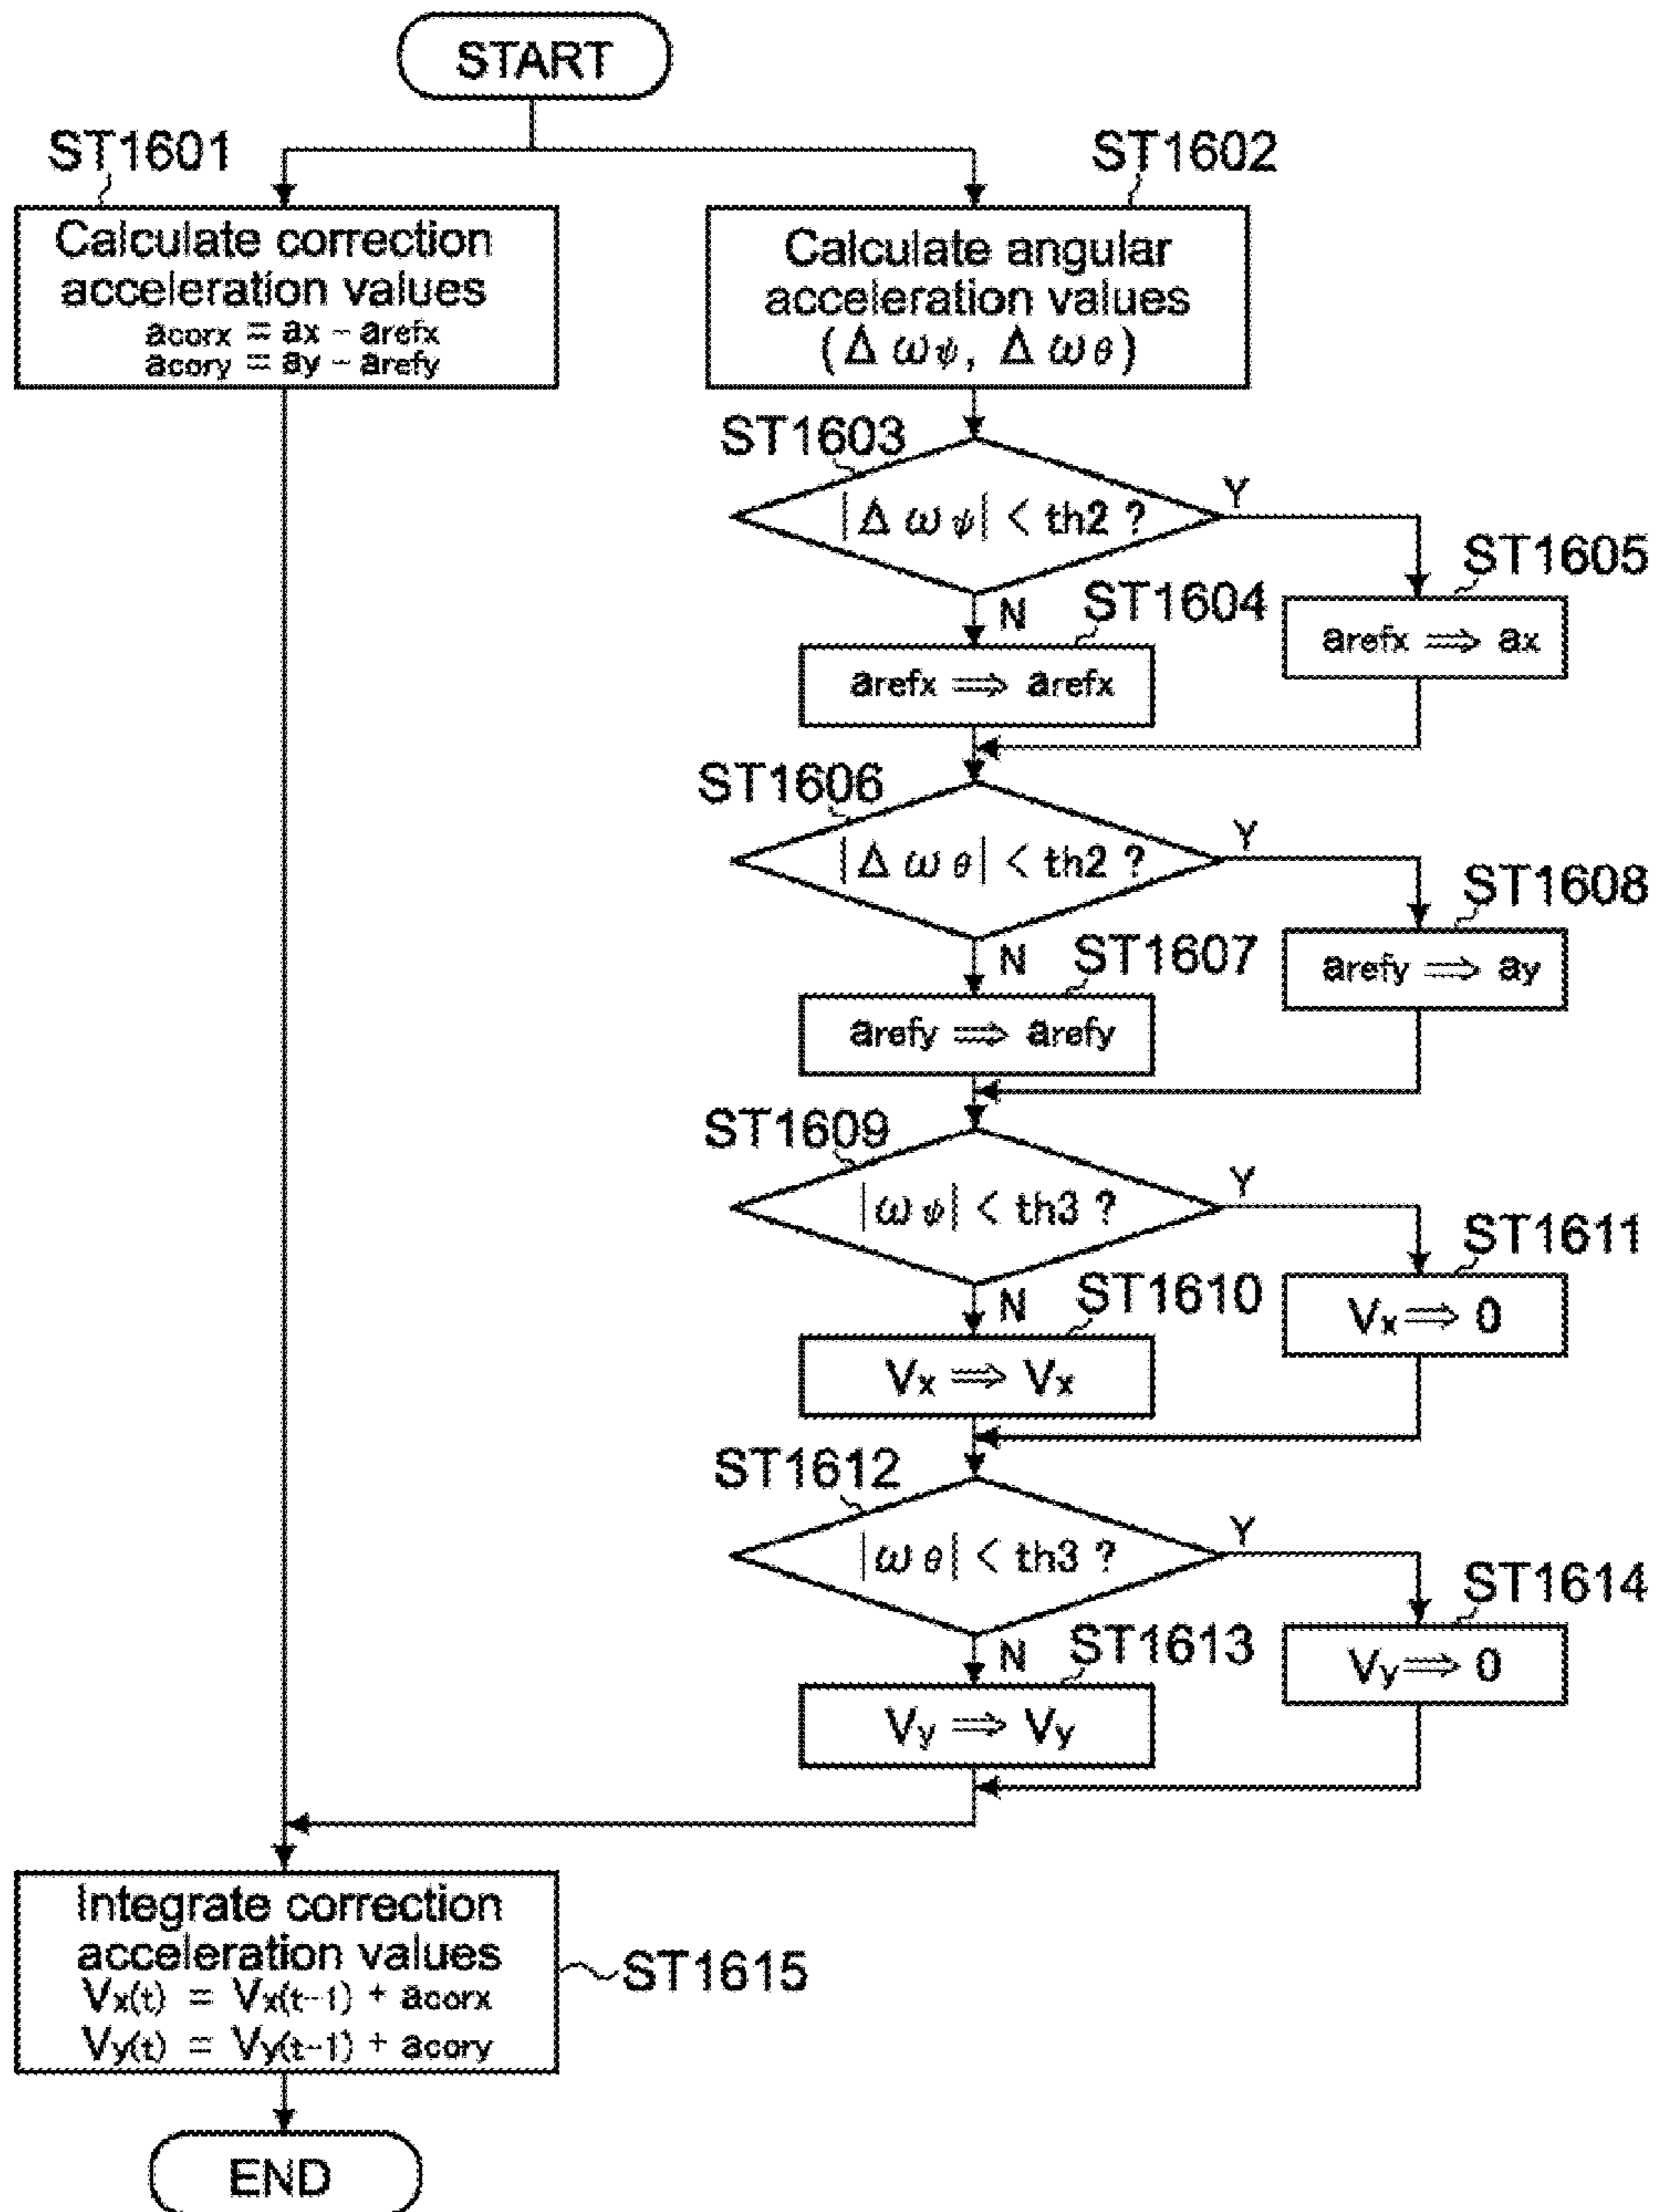 START
ST1601
ST1602
Calculate correction
acceleration values
acorx = ax - arefx
acory = ay - arefy
Calculate angular
acceleration values
(Δωψ, Δωθ)
ST1603
|Δωψ| < th2 ?
Y
ST1605
arefx ⟹ ax
N
ST1604
arefx ⟹ arefx
ST1606
|Δωθ| < th2 ?
Y
ST1608
arefy ⟹ ay
N
ST1607
arefy ⟹ arefy
ST1609
|ωψ| < th3 ?
Y
ST1611
Vx ⟹ 0
N
ST1610
Vx ⟹ Vx
ST1612
|ωθ| < th3 ?
Y
ST1614
Vy ⟹ 0
N
ST1613
Vy ⟹ Vy
Integrate correction
acceleration values
Vx(t) = Vx(t-1) + acorx
Vy(t) = Vy(t-1) + acory
ST1615
END